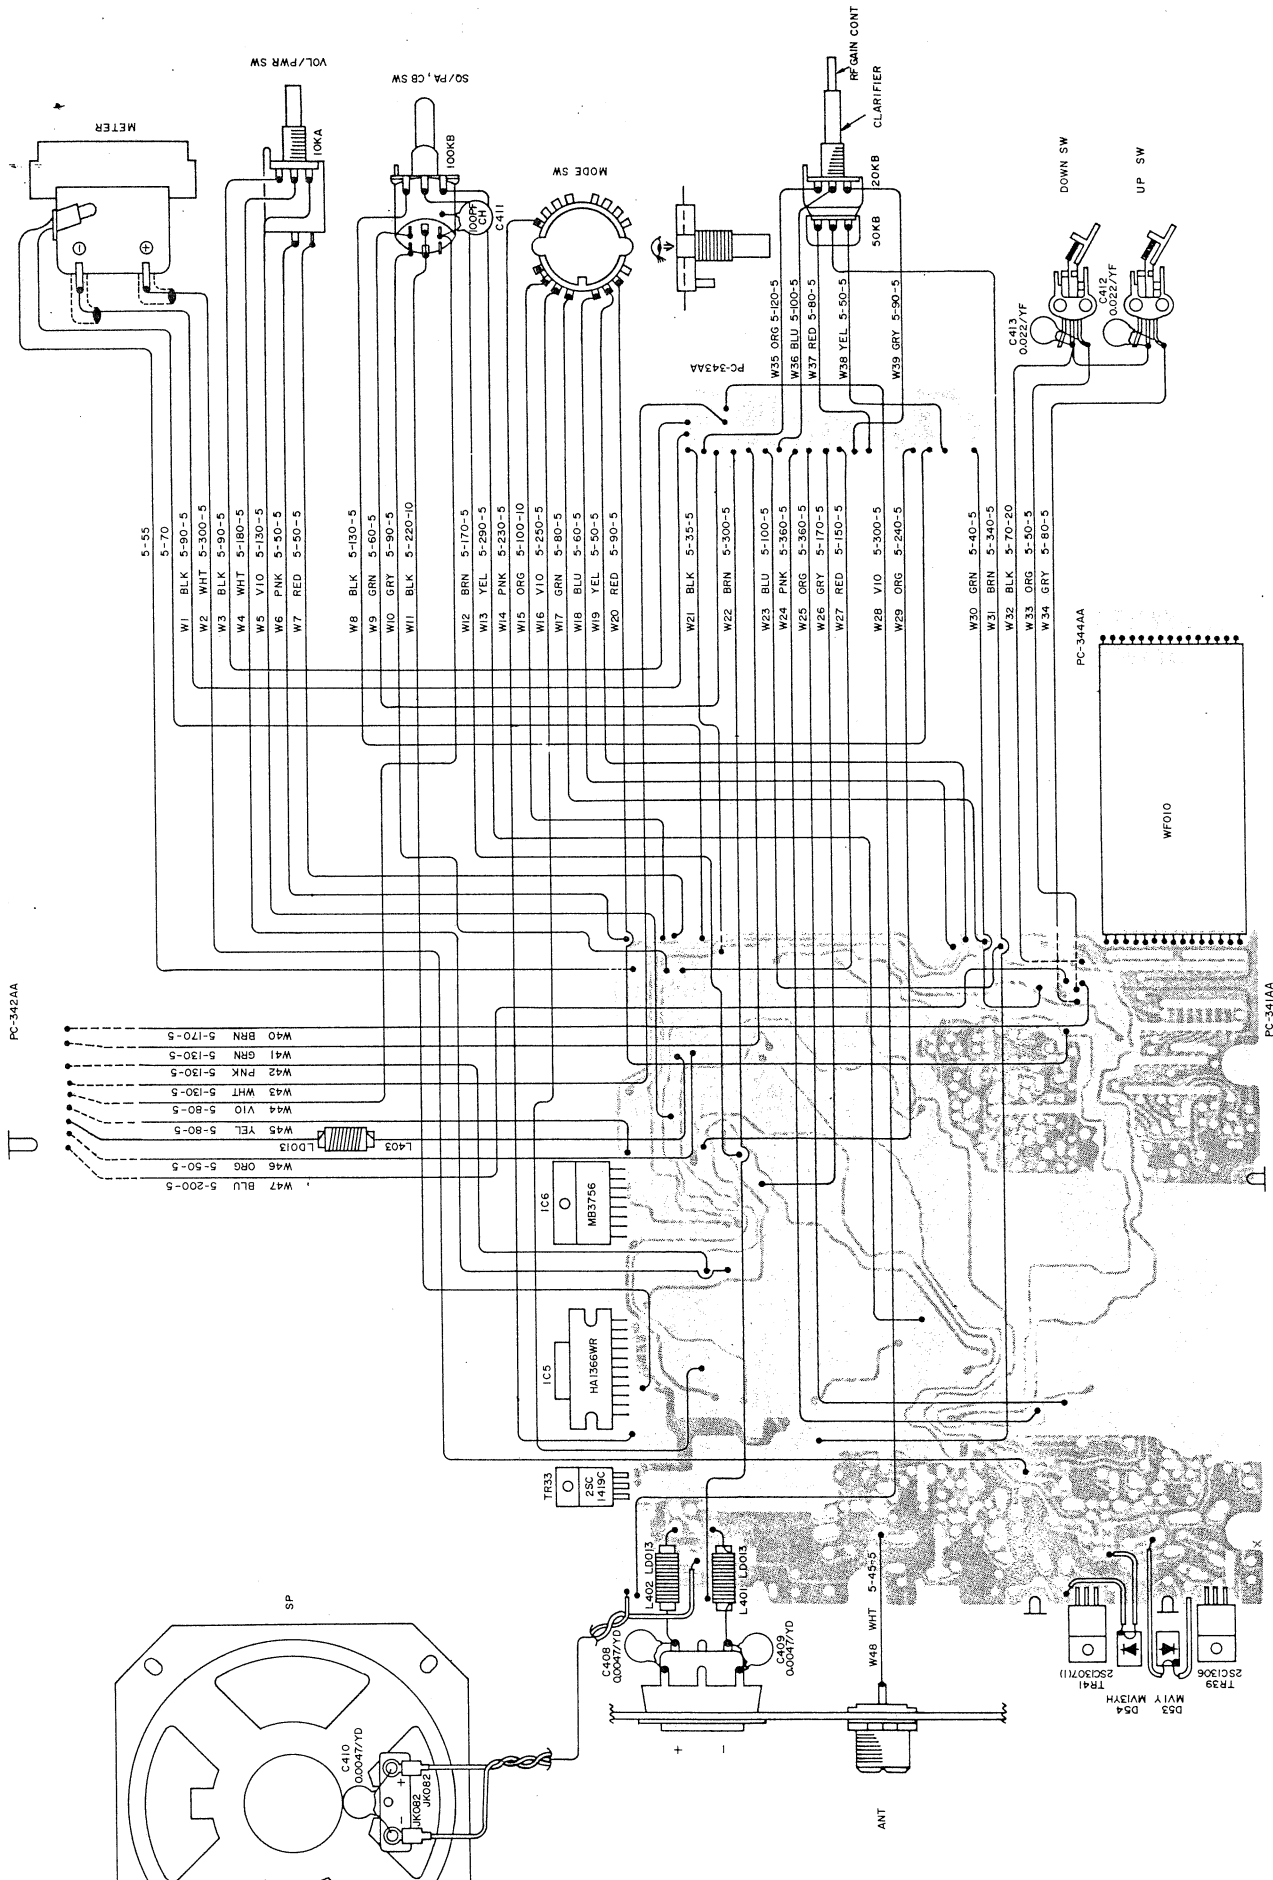 METER
VOL/PWR SW
10KA
SQ/PA, CB SW
100KB
100PF
CH
C411
MODE SW
PC-343AA
RF GAIN CONT
CLARIFIER
20KB
50KB
DOWN SW
UP SW
C413
0.022/YF
C412
0.022/YF
5-55
5-70
W1 BLK 5-90-5
W2 WHT 5-300-5
W3 BLK 5-90-5
W4 WHT 5-180-5
W5 VIO 5-130-5
W6 PNK 5-50-5
W7 RED 5-50-5
W8 BLK 5-130-5
W9 GRN 5-60-5
W10 GRY 5-90-5
W11 BLK 5-220-10
W12 BRN 5-170-5
W13 YEL 5-290-5
W14 PNK 5-230-5
W15 ORG 5-100-10
W16 VIO 5-250-5
W17 GRN 5-80-5
W18 BLU 5-60-5
W19 YEL 5-50-5
W20 RED 5-90-5
W21 BLK 5-35-5
W22 BRN 5-300-5
W23 BLU 5-100-5
W24 PNK 5-360-5
W25 ORG 5-360-5
W26 GRY 5-170-5
W27 RED 5-150-5
W28 VIO 5-300-5
W29 ORG 5-240-5
W30 GRN 5-40-5
W31 BRN 5-340-5
W32 BLK 5-70-20
W33 ORG 5-50-5
W34 GRY 5-80-5
W35 ORG 5-120-5
W36 BLU 5-100-5
W37 RED 5-80-5
W38 YEL 5-50-5
W39 GRY 5-90-5
PC-344AA
WF010
PC-342AA
W40 BRN 5-170-5
W41 GRN 5-130-5
W42 PNK 5-130-5
W43 WHT 5-130-5
W44 VIO 5-80-5
W45 YEL 5-80-5
L403
LD013
W46 ORG 5-50-5
W47 BLU 5-200-5
PC-341AA
IC6
MB3756
IC5
HA1366WR
TR33
2SC
1419C
L402 LD013
L401 LD013
C408
0.0047/YD
C409
0.0047/YD
W48 WHT 5-45-5
SP
C410
0.0047/YD
JK082
JK082
+
-
+
-
ANT
TR41
2SC1307(1)
D54
MV13YH
D53
MV1Y
TR39
2SC1306
X